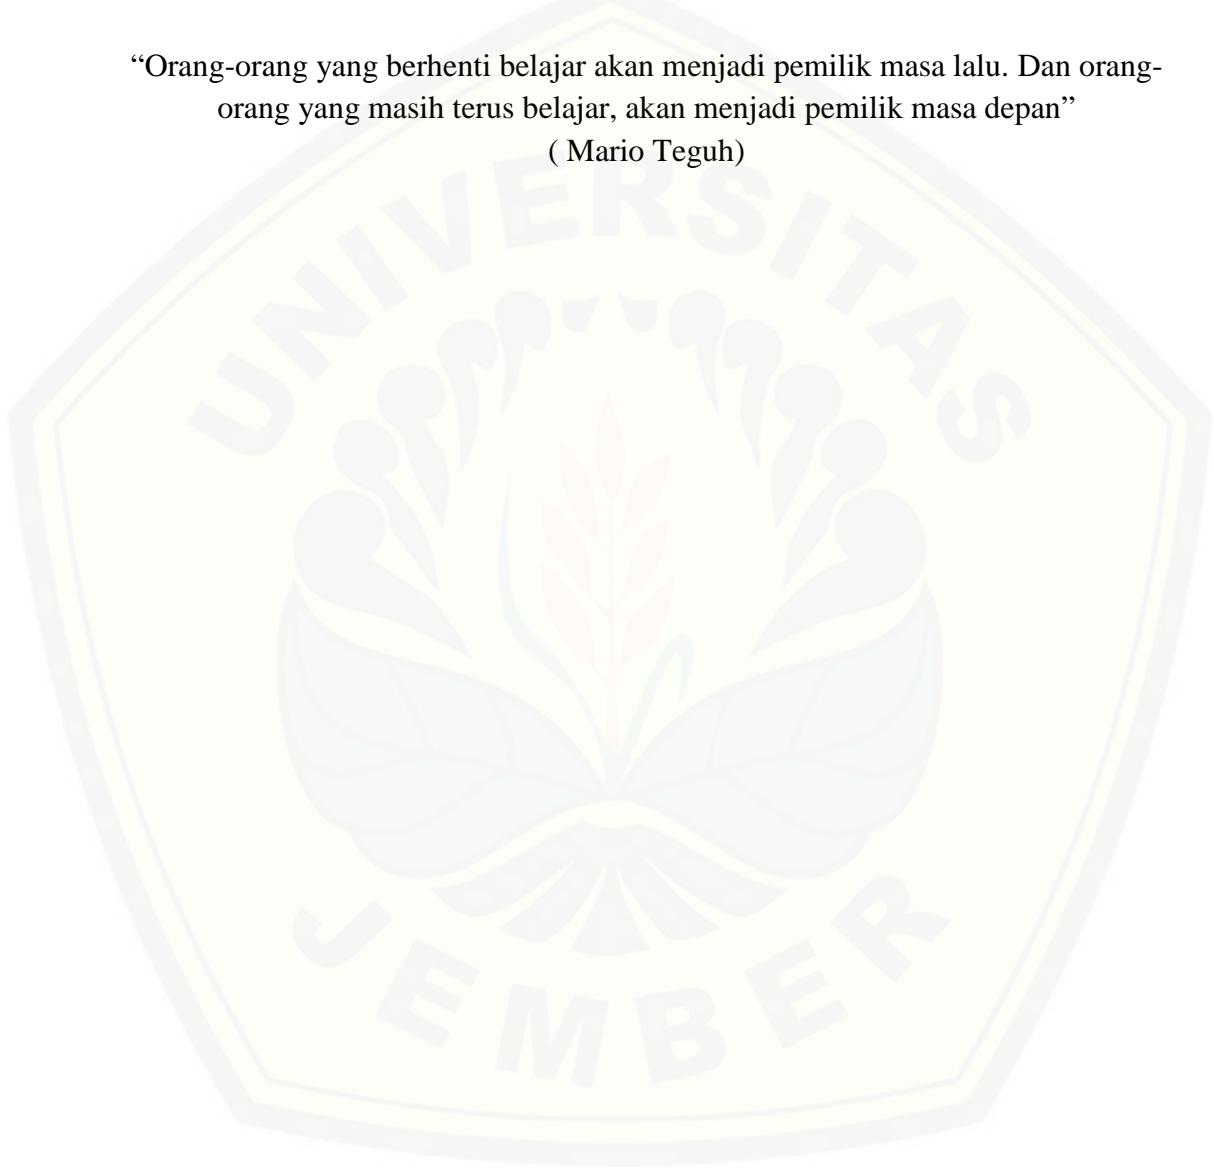 “Orang-orang yang berhenti belajar akan menjadi pemilik masa lalu. Dan orang-
orang yang masih terus belajar, akan menjadi pemilik masa depan”
( Mario Teguh)
UNIVERSITAS
JEMBER